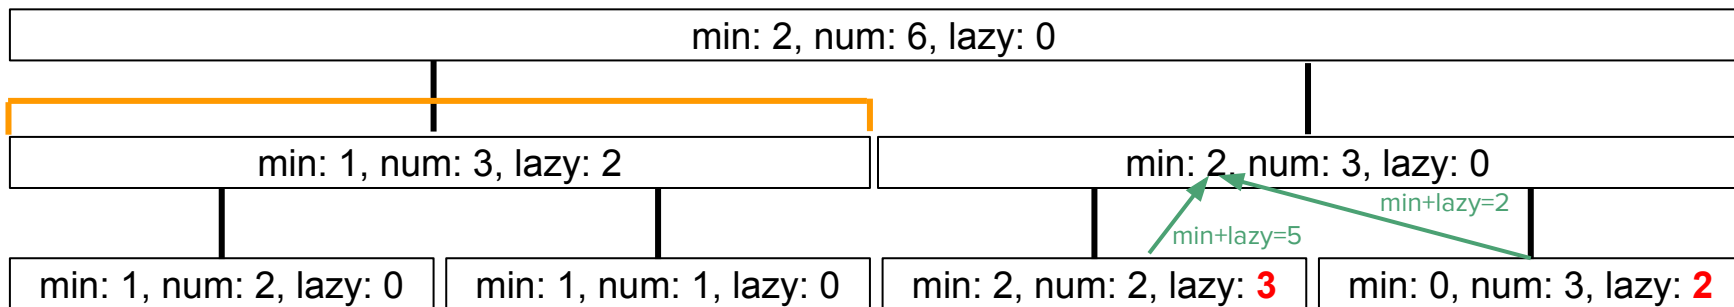 min: 2, num: 6, lazy: 0
min: 1, num: 3, lazy: 2
min: 2, num: 3, lazy: 0
min+lazy=2
min+lazy=5
min: 1, num: 2, lazy: 0
min: 1, num: 1, lazy: 0
min: 2, num: 2, lazy: 3
min: 0, num: 3, lazy: 2